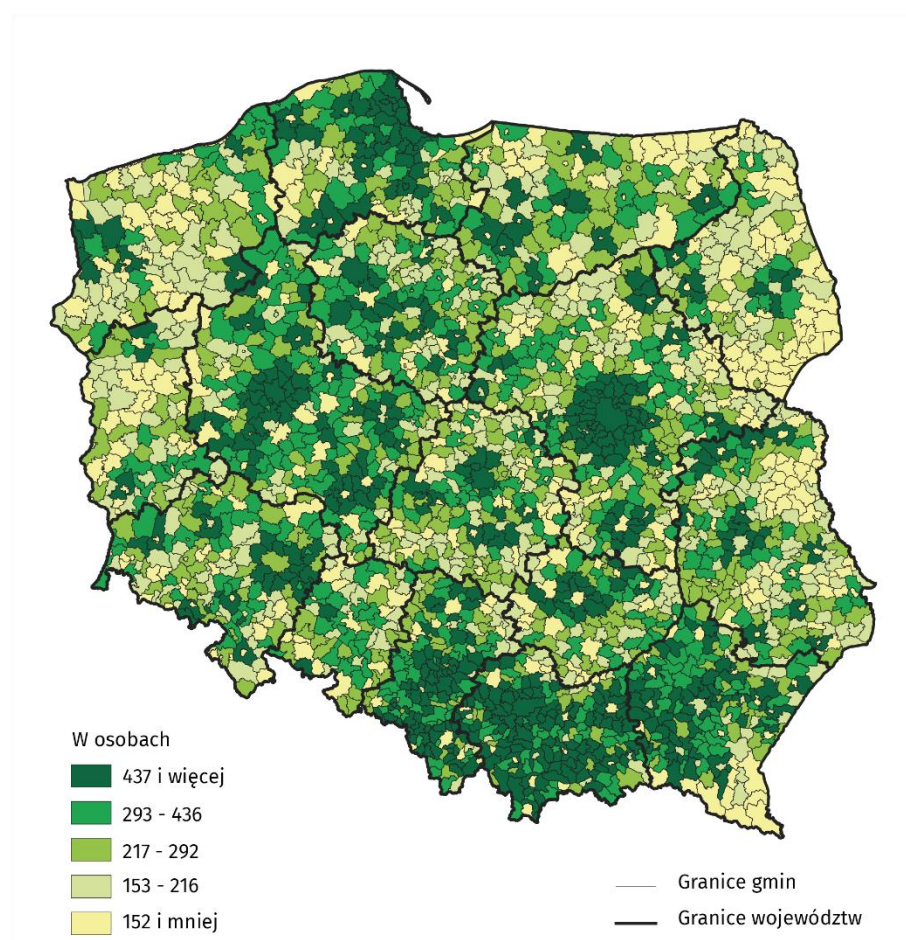 W osobach
437 i więcej
293 - 436
217 - 292
153 - 216
152 i mniej
Granice gmin
Granice województw